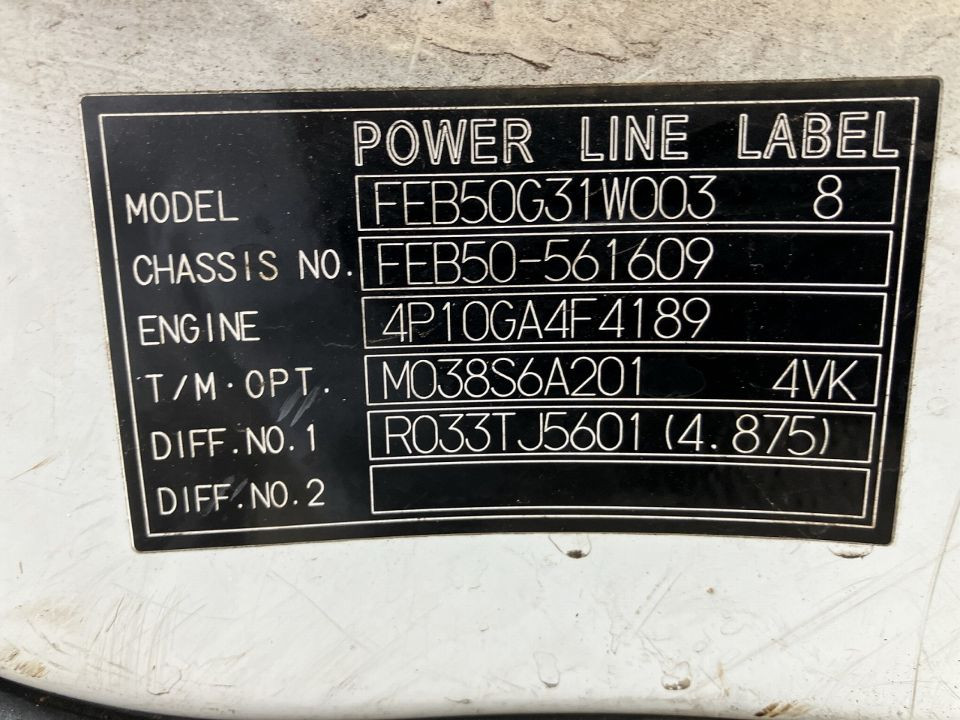 POWER LINE LABEL
MODEL FEB50G31W003 8
CHASSIS NO. FEB50-561609
ENGINE 4P10GA4F4189
T/M·OPT. M038S6A201 4VK
DIFF.NO.1 R033TJ5601(4.875)
DIFF.NO.2